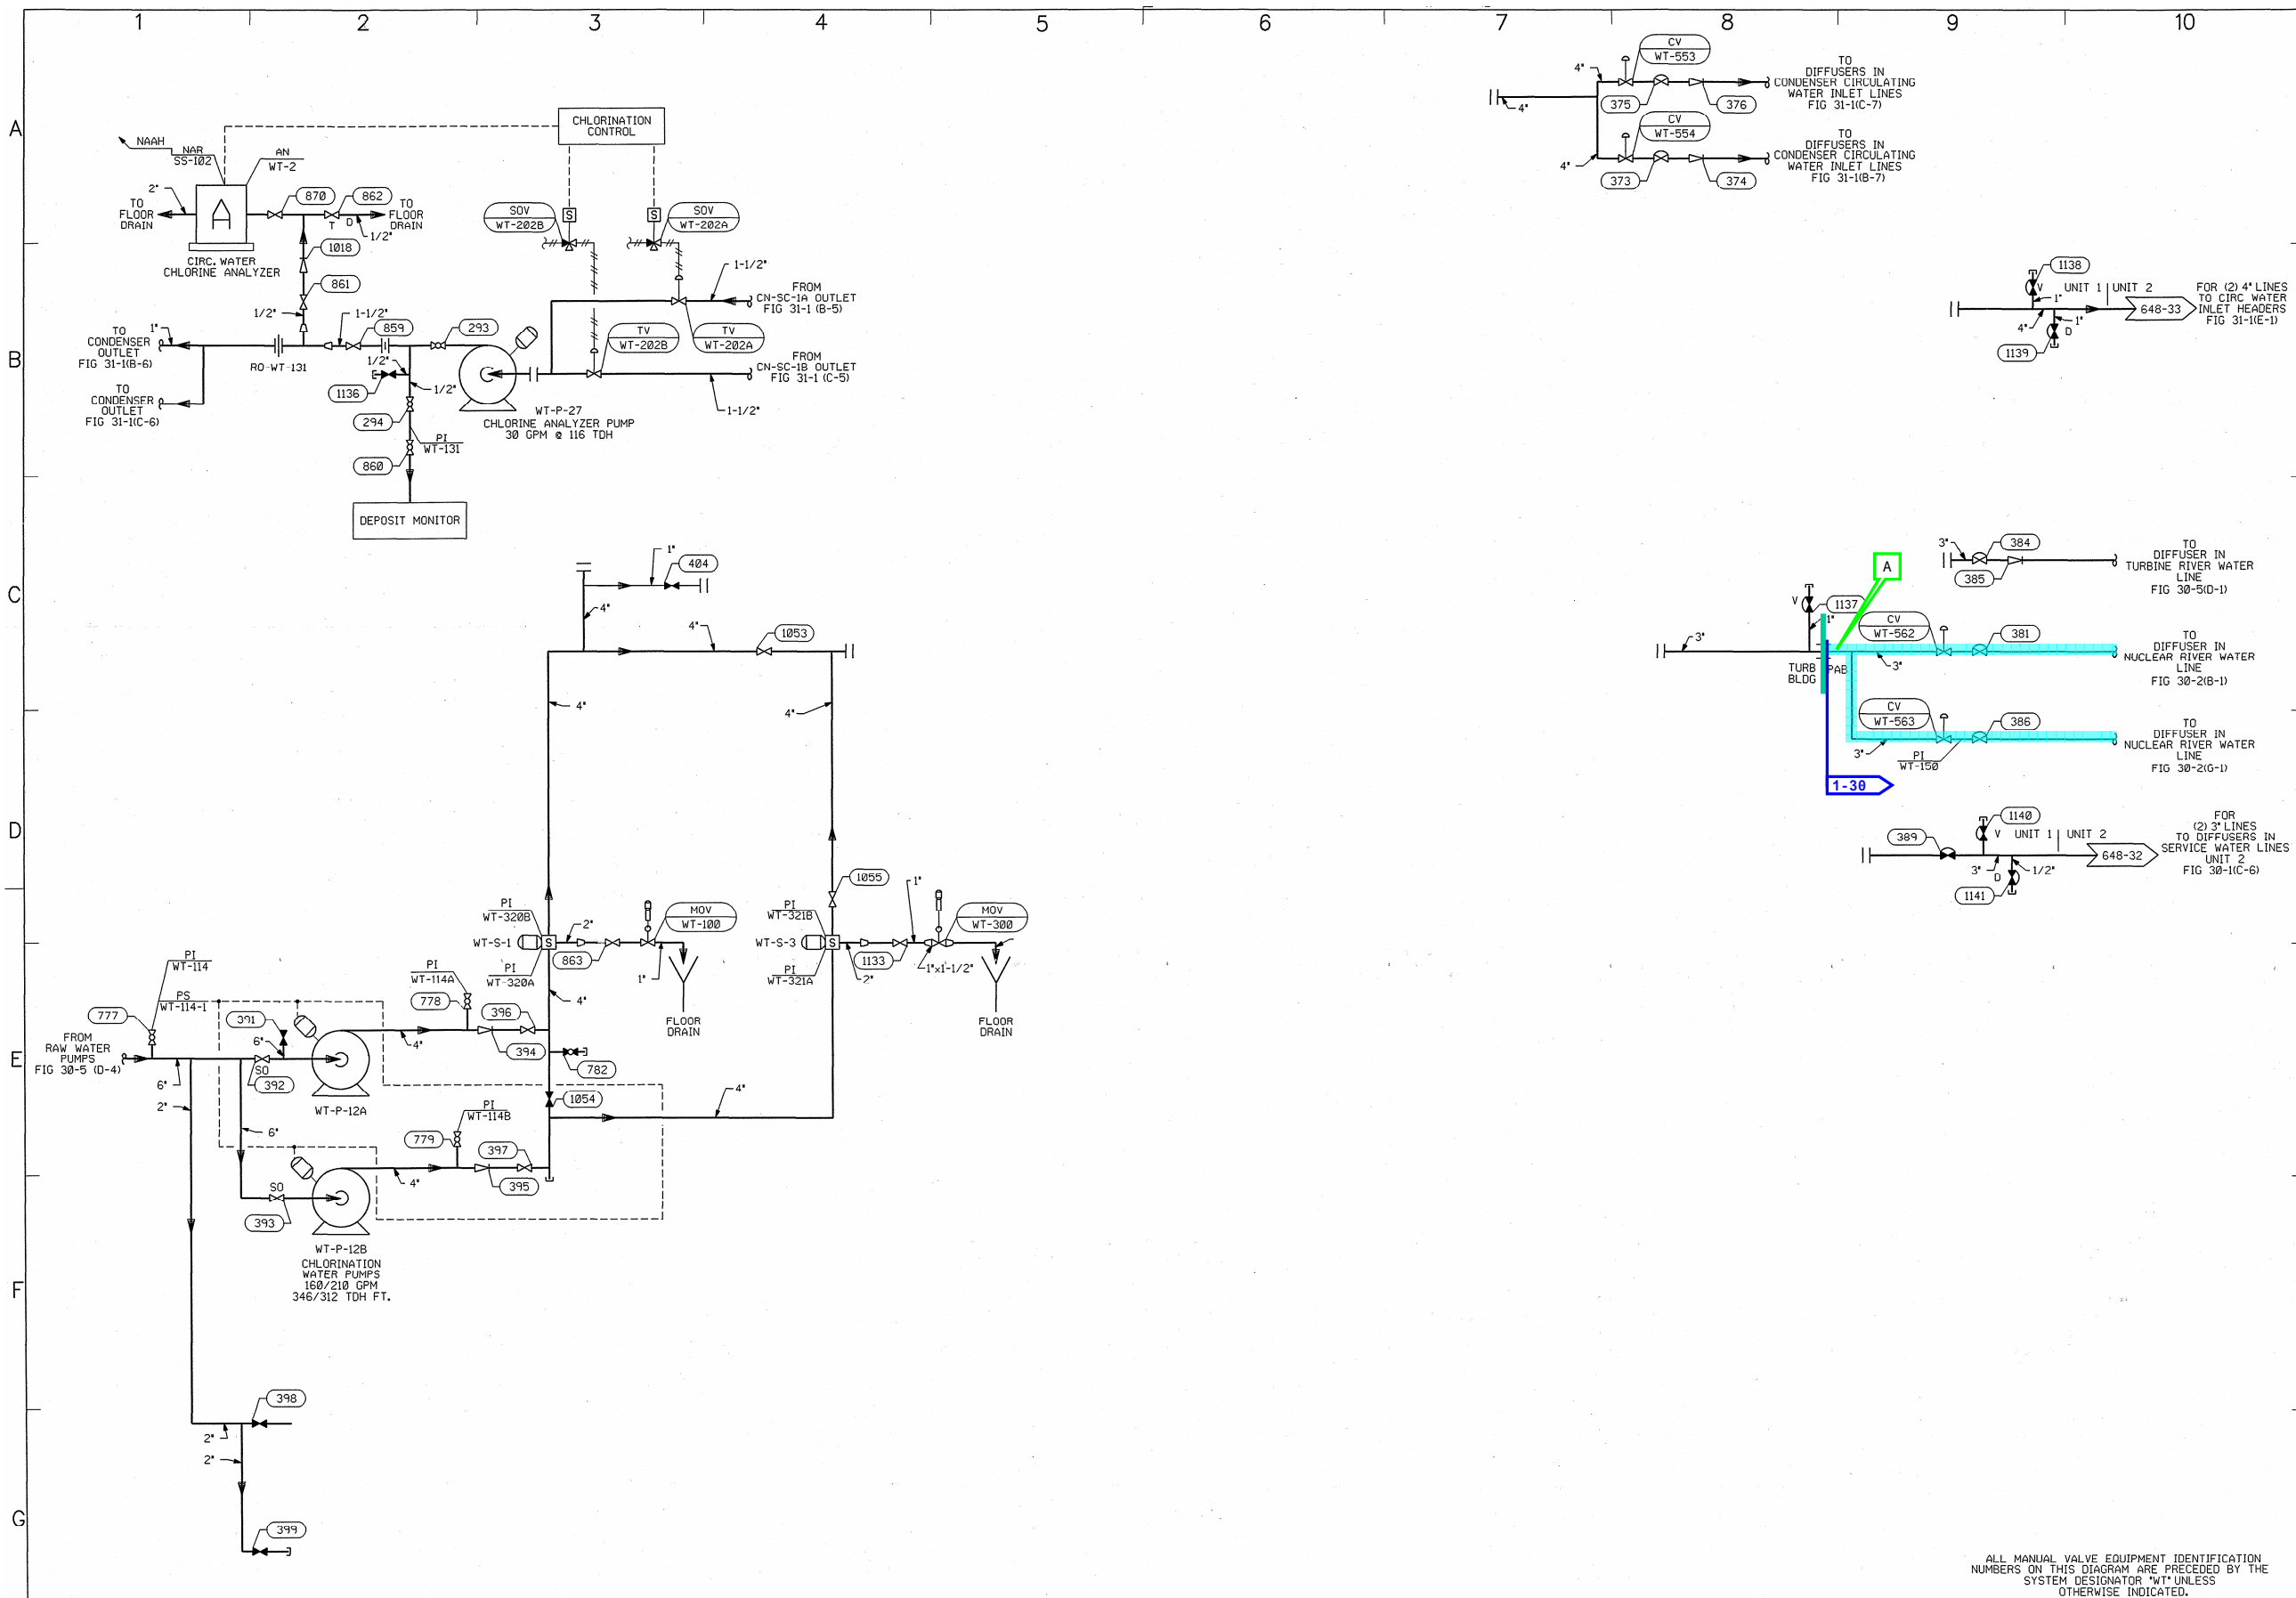 1 2 3 4 5 6 7 8 9 10
A
B
C
D
E
F
G
CV
WT-553
4"
4"
375
376
TO
DIFFUSERS IN
CONDENSER CIRCULATING
WATER INLET LINES
FIG 31-1(C-7)
CV
WT-554
4"
373
374
TO
DIFFUSERS IN
CONDENSER CIRCULATING
WATER INLET LINES
FIG 31-1(B-7)
CHLORINATION
CONTROL
NAAH
NAR
SS-102
AN
WT-2
2"
TO
FLOOR
DRAIN
A
870
862
T D
1/2"
TO
FLOOR
DRAIN
CIRC. WATER
CHLORINE ANALYZER
1018
861
1/2"
SOV
WT-202B
S
S
SOV
WT-202A
1-1/2"
FROM
CN-SC-1A OUTLET
FIG 31-1 (B-5)
TV
WT-202B
TV
WT-202A
FROM
CN-SC-1B OUTLET
FIG 31-1 (C-5)
1-1/2"
TO
CONDENSER
OUTLET
FIG 31-1(B-6)
1"
TO
CONDENSER
OUTLET
FIG 31-1(C-6)
RO-WT-131
1-1/2"
859
293
1/2"
1136
1/2"
294
PI
WT-131
860
DEPOSIT MONITOR
C
WT-P-27
CHLORINE ANALYZER PUMP
30 GPM @ 116 TDH
1138
V
1"
UNIT 1 UNIT 2
4"
1"
D
1139
648-33
FOR (2) 4" LINES
TO CIRC WATER
INLET HEADERS
FIG 31-1(E-1)
3"
384
385
TO
DIFFUSER IN
TURBINE RIVER WATER
LINE
FIG 30-5(D-1)
A
V
1137
1"
3"
TURB
BLDG
PAB
CV
WT-562
381
3"
TO
DIFFUSER IN
NUCLEAR RIVER WATER
LINE
FIG 30-2(B-1)
CV
WT-563
386
3"
PI
WT-150
TO
DIFFUSER IN
NUCLEAR RIVER WATER
LINE
FIG 30-2(G-1)
1-30
389
1140
V UNIT 1 UNIT 2
3"
D
1/2"
1141
648-32
FOR
(2) 3" LINES
TO DIFFUSERS IN
SERVICE WATER LINES
UNIT 2
FIG 30-1(C-6)
1"
404
4"
4"
1053
4"
4"
PI
WT-320B
2"
MOV
WT-100
WT-S-1
S
863
1"
PI
WT-320A
4"
FLOOR
DRAIN
1055
PI
WT-321B
1"
MOV
WT-300
WT-S-3
S
1133
1"x1-1/2"
PI
WT-321A
2"
FLOOR
DRAIN
PI
WT-114
PS
WT-114-1
777
FROM
RAW WATER
PUMPS
FIG 30-5 (D-4)
6"
2"
391
6"
SO
392
C
WT-P-12A
PI
WT-114A
778
396
4"
394
782
1054
4"
PI
WT-114B
779
397
4"
395
6"
SO
393
C
WT-P-12B
CHLORINATION
WATER PUMPS
160/210 GPM
346/312 TDH FT.
398
2"
2"
399
ALL MANUAL VALVE EQUIPMENT IDENTIFICATION
NUMBERS ON THIS DIAGRAM ARE PRECEDED BY THE
SYSTEM DESIGNATOR "WT" UNLESS
OTHERWISE INDICATED.